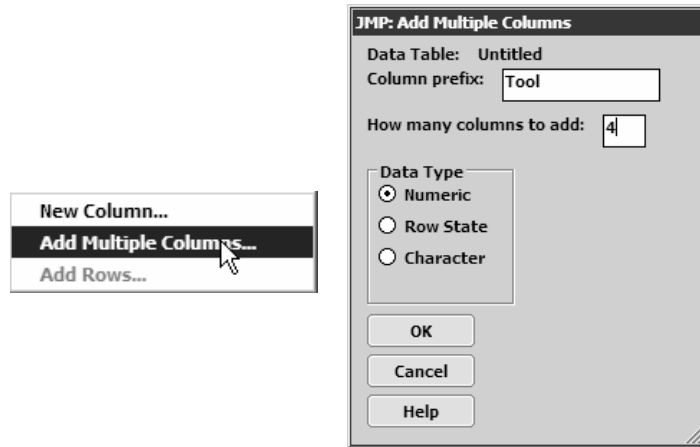 New Column...
Add Multiple Columns...
Add Rows...
JMP: Add Multiple Columns
Data Table: Untitled
Column prefix: Tool
How many columns to add: 4
Data Type
Numeric
Row State
Character
OK
Cancel
Help